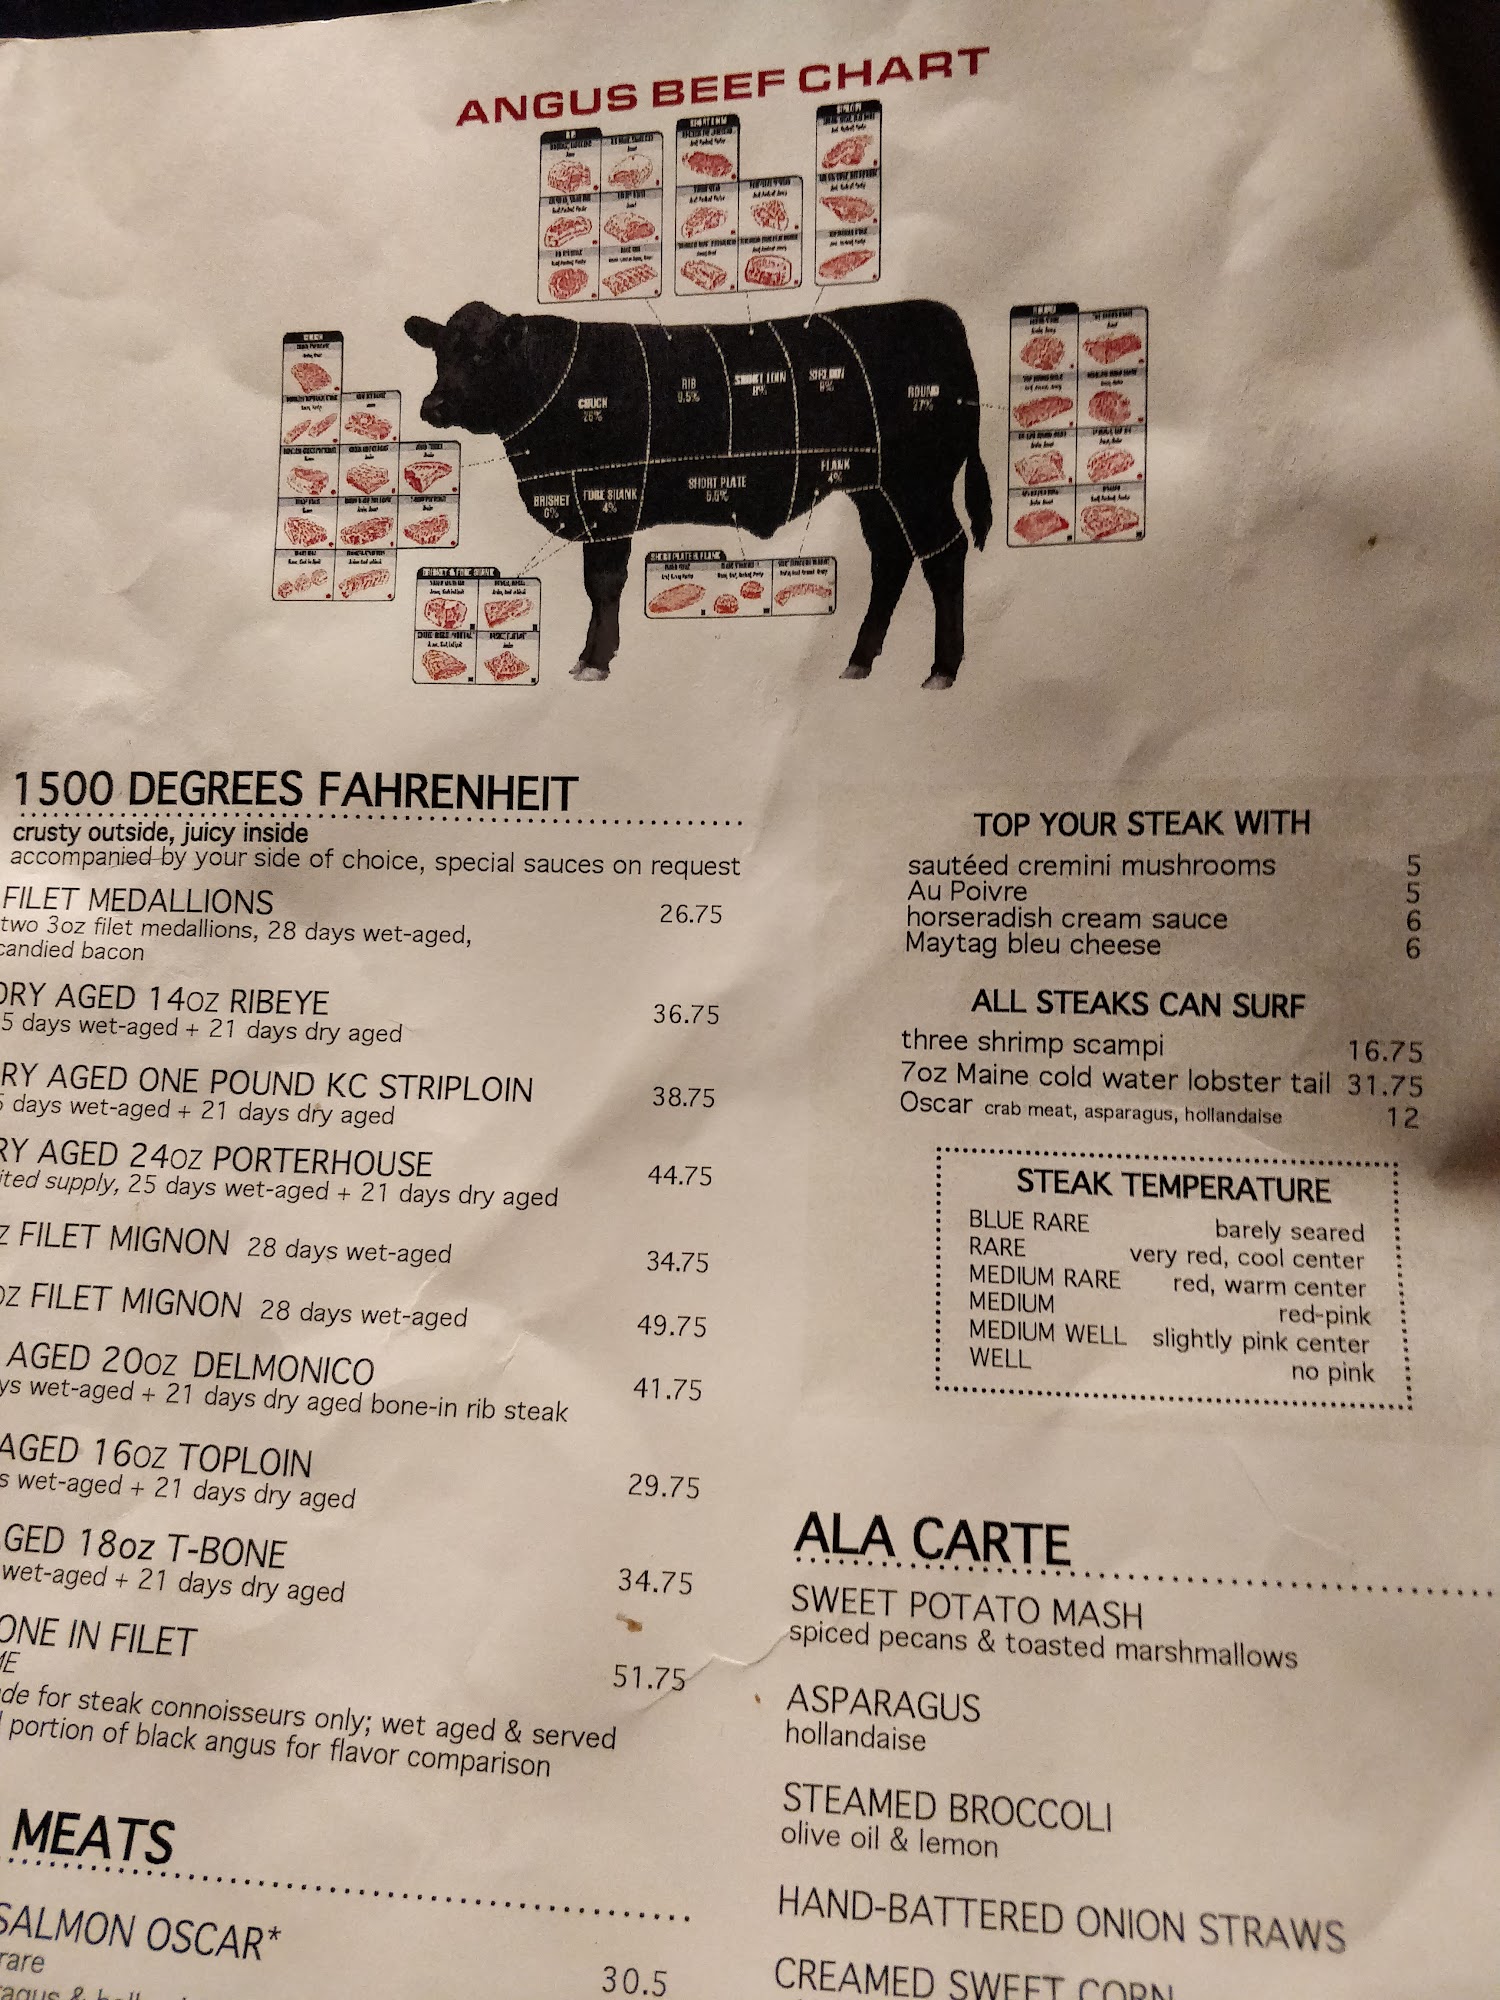 ANGUS BEEF CHART
CHUCK
26%
RIB
9.5%
SHORT LOIN
8%
SIRLOIN
9%
ROUND
27%
BRISKET
6%
FORE SHANK
4%
SHORT PLATE
5.5%
FLANK
4%
BRISKET & FORE SHANK
SHORT PLATE & FLANK
1500 DEGREES FAHRENHEIT
crusty outside, juicy inside
accompanied by your side of choice, special sauces on request
FILET MEDALLIONS 26.75
two 3oz filet medallions, 28 days wet-aged,
candied bacon
DRY AGED 14OZ RIBEYE 36.75
5 days wet-aged + 21 days dry aged
RY AGED ONE POUND KC STRIPLOIN 38.75
days wet-aged + 21 days dry aged
RY AGED 24OZ PORTERHOUSE 44.75
ited supply, 25 days wet-aged + 21 days dry aged
Z FILET MIGNON 28 days wet-aged 34.75
OZ FILET MIGNON 28 days wet-aged 49.75
AGED 20OZ DELMONICO 41.75
ys wet-aged + 21 days dry aged bone-in rib steak
AGED 16OZ TOPLOIN 29.75
s wet-aged + 21 days dry aged
GED 18oz T-BONE 34.75
wet-aged + 21 days dry aged
ONE IN FILET 51.75
ME
de for steak connoisseurs only; wet aged & served
portion of black angus for flavor comparison
MEATS
SALMON OSCAR* 30.5
rare
TOP YOUR STEAK WITH
sautéed cremini mushrooms 5
Au Poivre 5
horseradish cream sauce 6
Maytag bleu cheese 6
ALL STEAKS CAN SURF
three shrimp scampi 16.75
7oz Maine cold water lobster tail 31.75
Oscar crab meat, asparagus, hollandaise 12
STEAK TEMPERATURE
BLUE RARE barely seared
RARE very red, cool center
MEDIUM RARE red, warm center
MEDIUM red-pink
MEDIUM WELL slightly pink center
WELL no pink
ALA CARTE
SWEET POTATO MASH
spiced pecans & toasted marshmallows
ASPARAGUS
hollandaise
STEAMED BROCCOLI
olive oil & lemon
HAND-BATTERED ONION STRAWS
CREAMED SWEET CORN